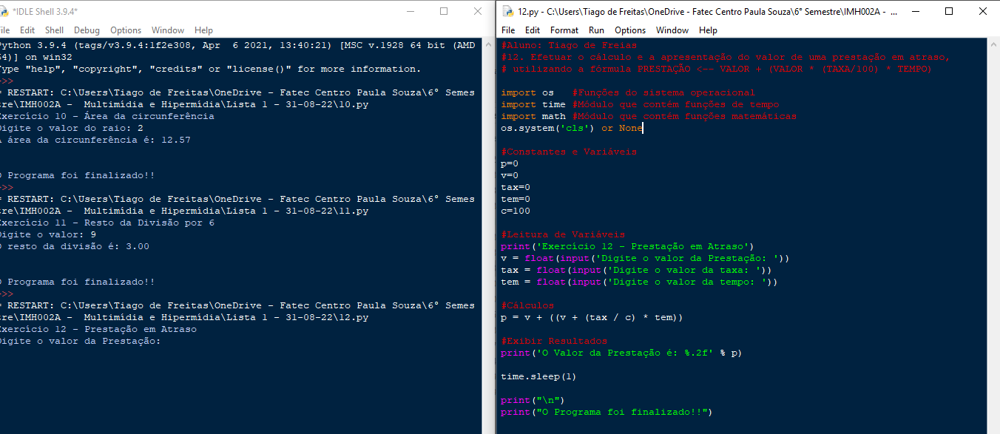 *IDLE Shell 3.9.4*
File Edit Shell Debug Options Window Help
Python 3.9.4 (tags/v3.9.4:1f2e308, Apr  6 2021, 13:40:21) [MSC v.1928 64 bit (AMD
64)] on win32
Type "help", "copyright", "credits" or "license()" for more information.
>>>
= RESTART: C:\Users\Tiago de Freitas\OneDrive - Fatec Centro Paula Souza\6° Semes
tre\IMH002A -  Multimídia e Hipermídia\Lista 1 - 31-08-22\10.py
Exercício 10 - Área da circunferência
Digite o valor do raio: 2
A área da circunferência é: 12.57
O Programa foi finalizado!!
>>>
= RESTART: C:\Users\Tiago de Freitas\OneDrive - Fatec Centro Paula Souza\6° Semes
tre\IMH002A -  Multimídia e Hipermídia\Lista 1 - 31-08-22\11.py
Exercício 11 - Resto da Divisão por 6
Digite o valor: 9
O resto da divisão é: 3.00
O Programa foi finalizado!!
>>>
= RESTART: C:\Users\Tiago de Freitas\OneDrive - Fatec Centro Paula Souza\6° Semes
tre\IMH002A -  Multimídia e Hipermídia\Lista 1 - 31-08-22\12.py
Exercício 12 - Prestação em Atraso
Digite o valor da Prestação:
12.py - C:\Users\Tiago de Freitas\OneDrive - Fatec Centro Paula Souza\6° Semestre\IMH002A - ...
File Edit Format Run Options Window Help
#Aluno: Tiago de Freias
#12. Efetuar o cálculo e a apresentação do valor de uma prestação em atraso,
# utilizando a fórmula PRESTAÇÃO <-- VALOR + (VALOR * (TAXA/100) * TEMPO)
import os   #Funções do sistema operacional
import time #Módulo que contém funções de tempo
import math #Módulo que contém funções matemáticas
os.system('cls') or None
#Constantes e Variáveis
p=0
v=0
tax=0
tem=0
c=100
#Leitura de Variáveis
print('Exercício 12 - Prestação em Atraso')
v = float(input('Digite o valor da Prestação: '))
tax = float(input('Digite o valor da taxa: '))
tem = float(input('Digite o valor da tempo: '))
#Cálculos
p = v + ((v + (tax / c) * tem))
#Exibir Resultados
print('O Valor da Prestação é: %.2f' % p)
time.sleep(1)
print("\n")
print("O Programa foi finalizado!!")